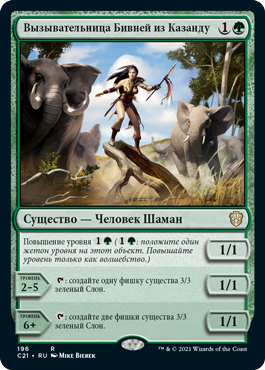 Вызывательница Бивней из Казанду 1
Существо — Человек Шаман
Повышение уровня 1 ( 1 : положите один
жетон уровня на этот объект. Повышайте
уровень только как волшебство.)
1/1
УРОВЕНЬ
2-5
: создайте одну фишку существа 3/3
зеленый Слон.
1/1
УРОВЕНЬ
6+
: создайте две фишки существа 3/3
зеленый Слон.
1/1
196 R
C21 • RU Mike Bierek
™ & © 2021 Wizards of the Coast